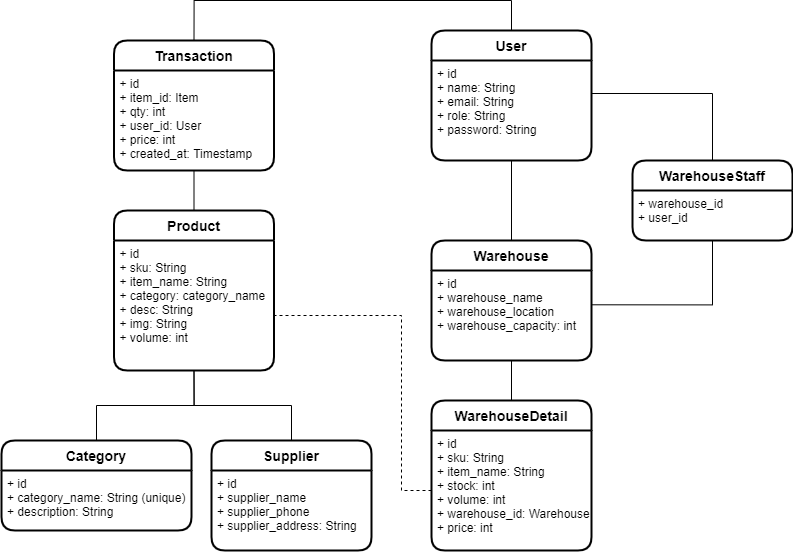 Transaction
+ id
+ item_id: Item
+ qty: int
+ user_id: User
+ price: int
+ created_at: Timestamp
User
+ id
+ name: String
+ email: String
+ role: String
+ password: String
WarehouseStaff
+ warehouse_id
+ user_id
Product
+ id
+ sku: String
+ item_name: String
+ category: category_name
+ desc: String
+ img: String
+ volume: int
Warehouse
+ id
+ warehouse_name
+ warehouse_location
+ warehouse_capacity: int
Category
+ id
+ category_name: String (unique)
+ description: String
Supplier
+ id
+ supplier_name
+ supplier_phone
+ supplier_address: String
WarehouseDetail
+ id
+ sku: String
+ item_name: String
+ stock: int
+ volume: int
+ warehouse_id: Warehouse
+ price: int